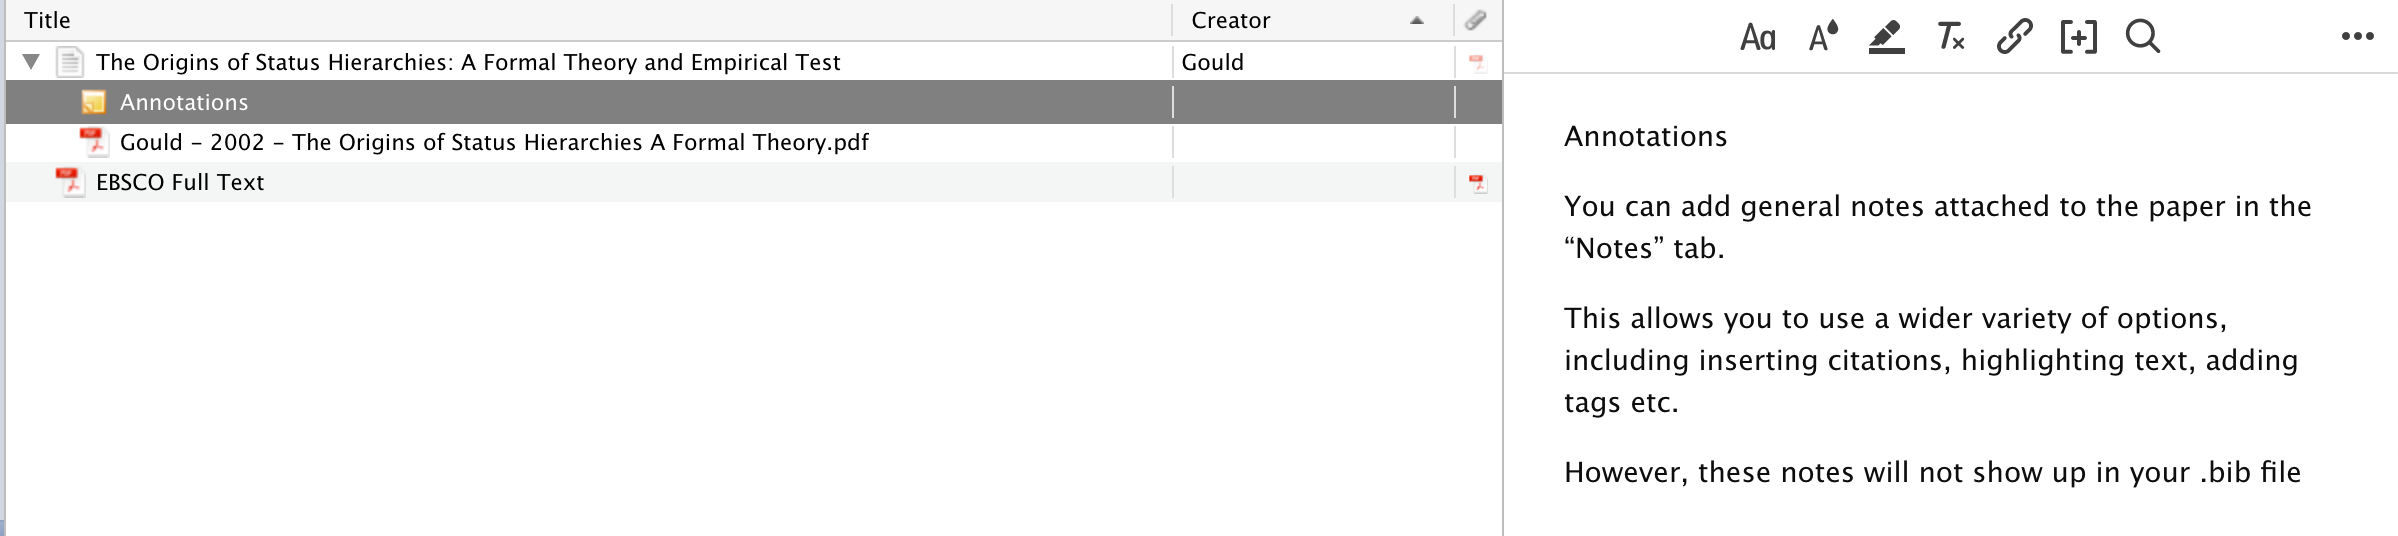 Title Creator
The Origins of Status Hierarchies: A Formal Theory and Empirical Test Gould
Annotations
Gould - 2002 - The Origins of Status Hierarchies A Formal Theory.pdf
EBSCO Full Text
Annotations
You can add general notes attached to the paper in the
“Notes” tab.
This allows you to use a wider variety of options,
including inserting citations, highlighting text, adding
tags etc.
However, these notes will not show up in your .bib file